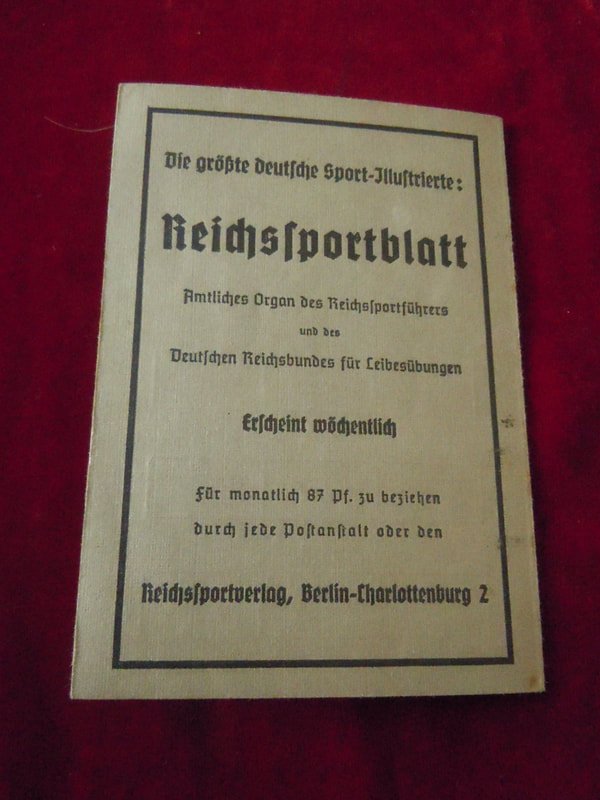 Die größte deutſche Sport-Illuſtrierte:
Reichsſportblatt
Amtliches Organ des Reichsſportführers
und des
Deutſchen Reichsbundes für Leibesübungen
Erſcheint wöchentlich
Für monatlich 87 Pf. zu beziehen
durch jede Poſtanſtalt oder den
Reichsſportverlag, Berlin-Charlottenburg 2